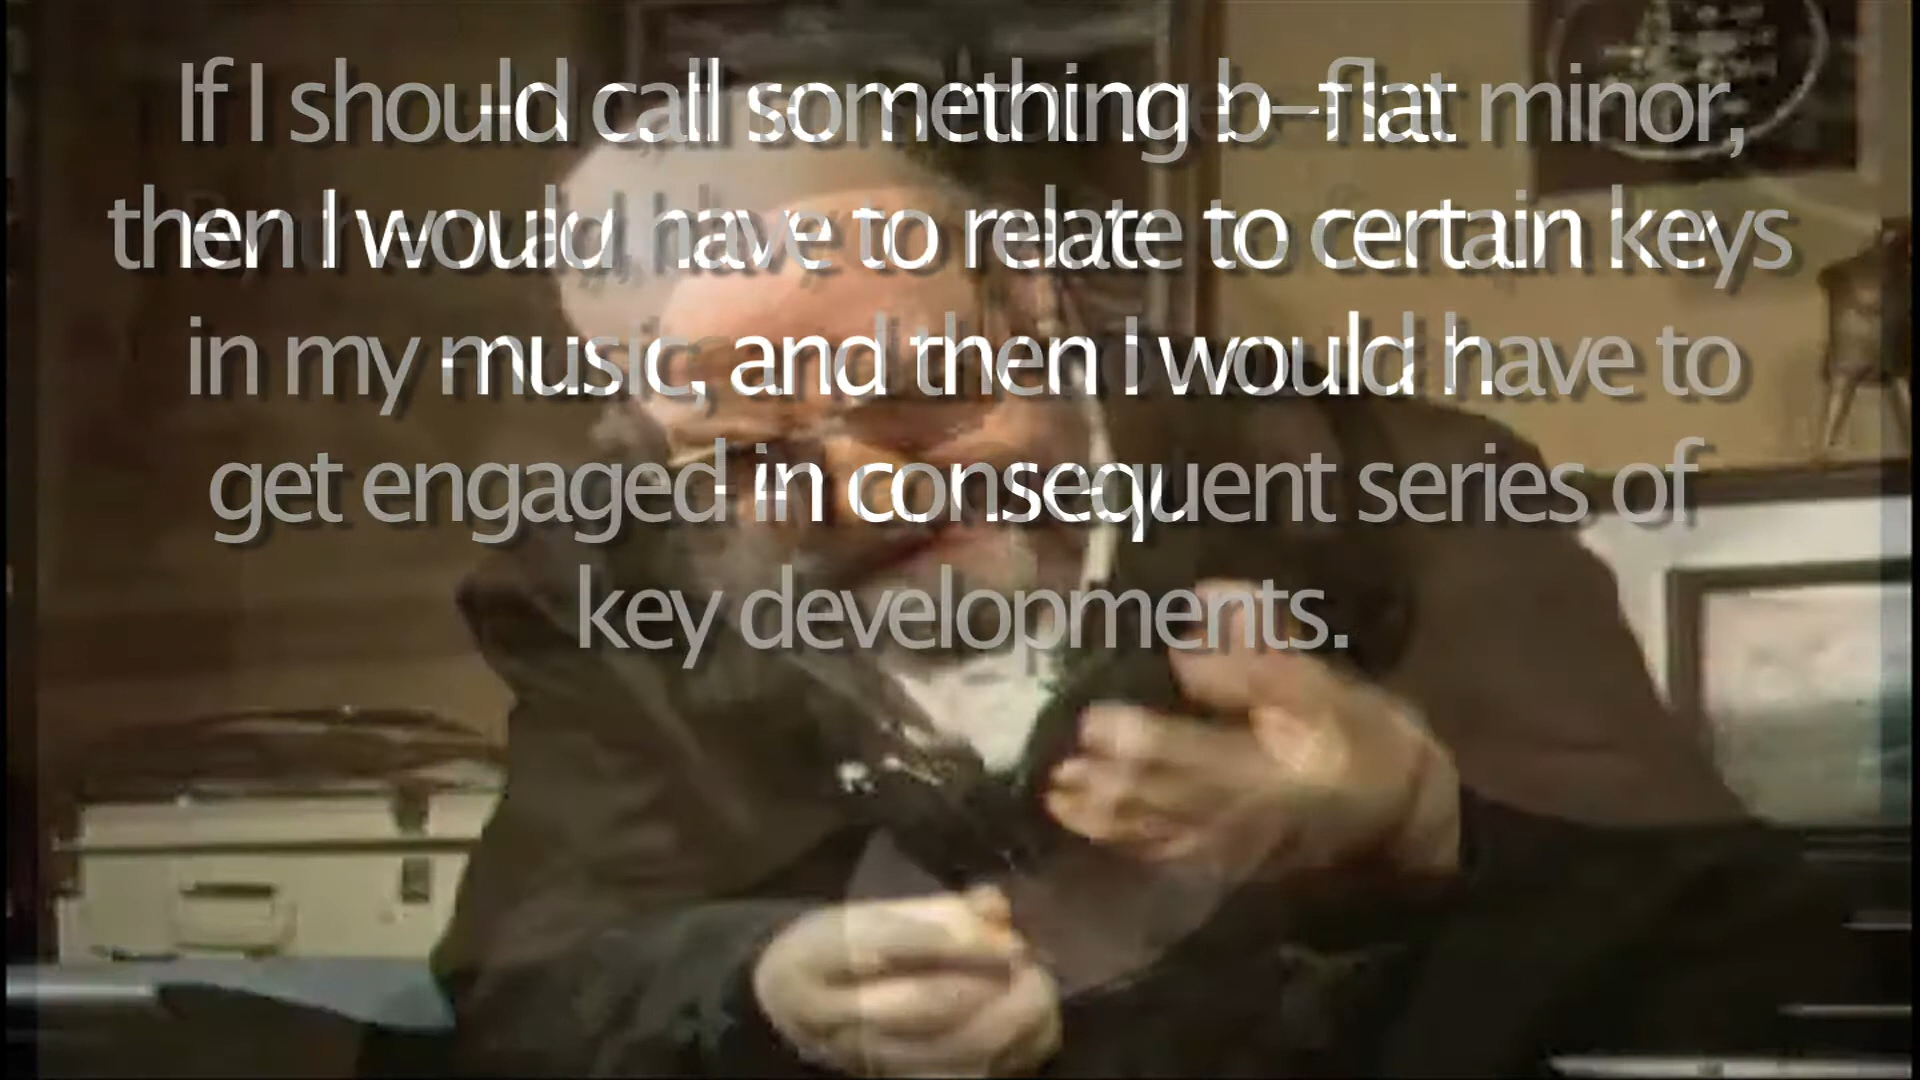 If I should call something b–flat minor,
then I would have to relate to certain keys
in my music, and then I would have to
get engaged in consequent series of
key developments.